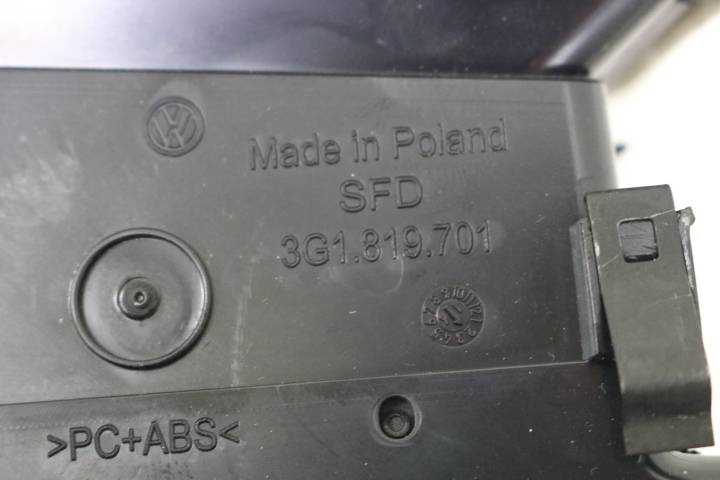 Made in Poland
SFD
3G1.819.701
>PC+ABS<